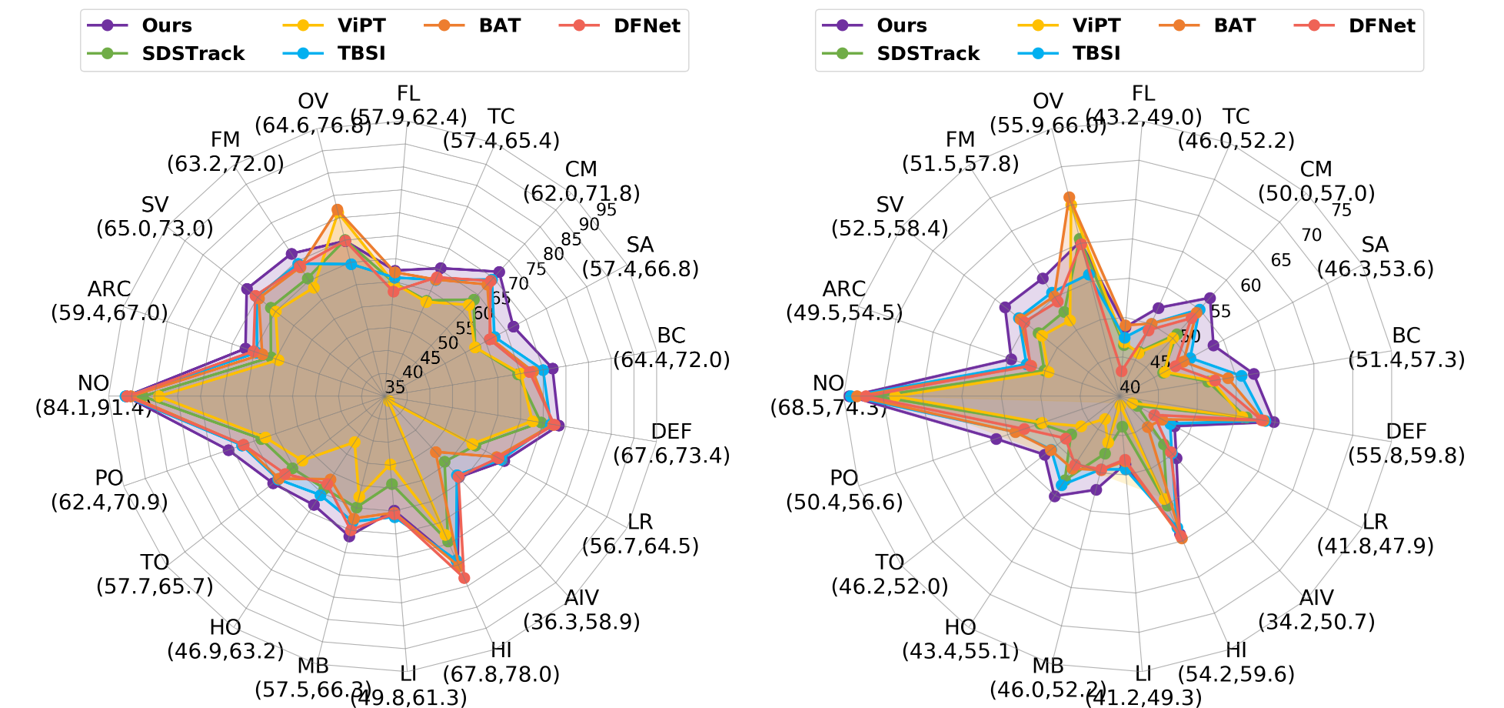 Ours ViPT BAT DFNet
SDSTrack TBSI
FL
(57.9,62.4)
OV
(64.6,76.8)
TC
(57.4,65.4)
FM
(63.2,72.0)
CM
(62.0,71.8)
SV
(65.0,73.0)
SA
(57.4,66.8)
ARC
(59.4,67.0)
BC
(64.4,72.0)
NO
(84.1,91.4)
DEF
(67.6,73.4)
PO
(62.4,70.9)
LR
(56.7,64.5)
TO
(57.7,65.7)
AIV
(36.3,58.9)
HO
(46.9,63.2)
HI
(67.8,78.0)
MB
(57.5,66.3)
LI
(49.8,61.3)
95
90
85
80
75
70
65
60
55
50
45
40
35
Ours ViPT BAT DFNet
SDSTrack TBSI
FL
(43.2,49.0)
OV
(55.9,66.0)
TC
(46.0,52.2)
FM
(51.5,57.8)
CM
(50.0,57.0)
SV
(52.5,58.4)
SA
(46.3,53.6)
ARC
(49.5,54.5)
BC
(51.4,57.3)
NO
(68.5,74.3)
DEF
(55.8,59.8)
PO
(50.4,56.6)
LR
(41.8,47.9)
TO
(46.2,52.0)
AIV
(34.2,50.7)
HO
(43.4,55.1)
HI
(54.2,59.6)
MB
(46.0,52.2)
LI
(41.2,49.3)
75
70
65
60
55
50
45
40